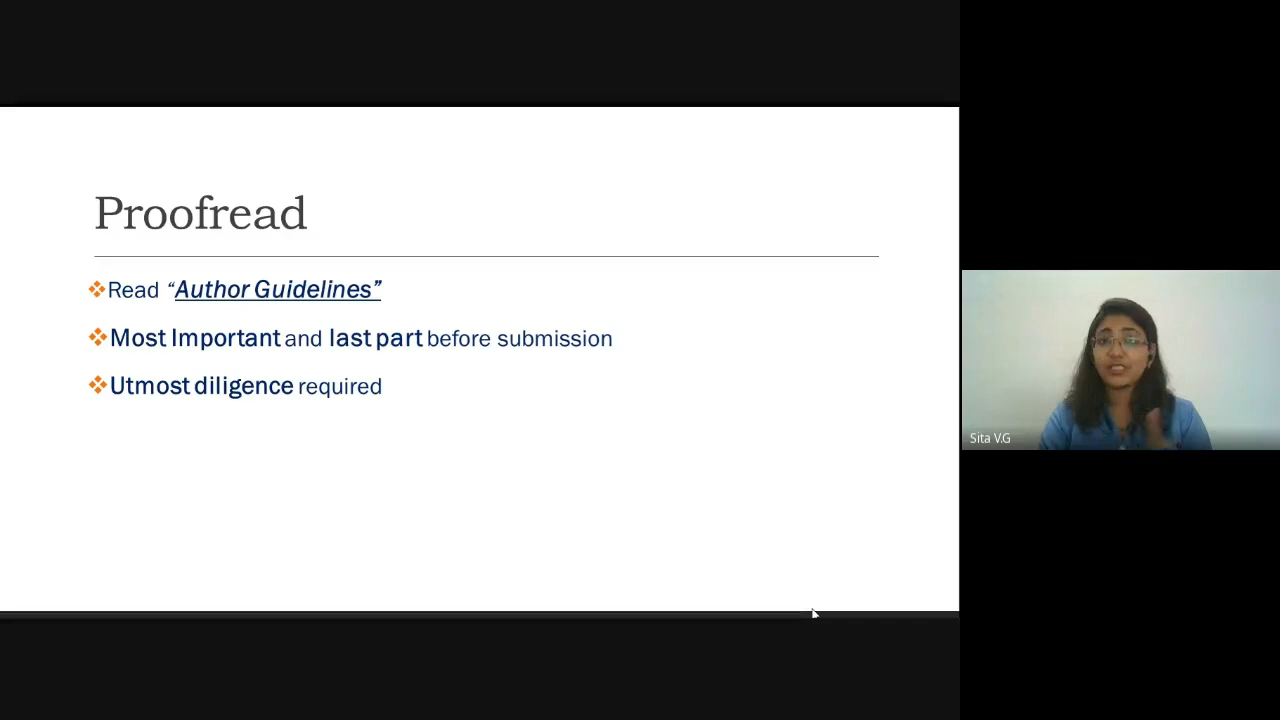 Proofread
Read “Author Guidelines”
Most Important and last part before submission
Utmost diligence required
Sita V.G